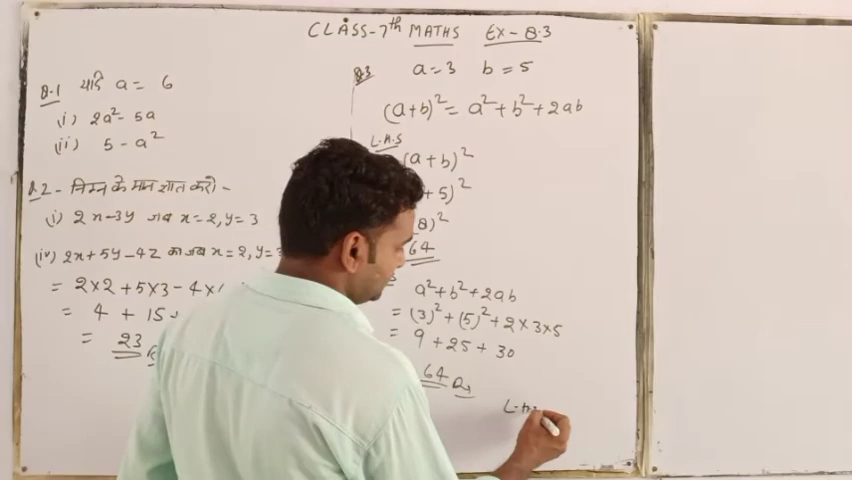 CLASS-7th MATHS EX-8.3
Q.1 यदि a = 6
(i) 2a² - 5a
(ii) 5 - a²
Q.2 - निम्न के मान ज्ञात करो -
(i) 2x-3y जब x=2, y=3
(iv) 2x+5y-4z का जब x=2, y=3
= 2×2 + 5×3 - 4×
= 4 + 15
= 23
Q.3 a=3 b=5
(a+b)² = a²+b²+2ab
L.H.S
(a+b)²
+5)²
8)²
64
a²+b²+2ab
= (3)²+(5)²+2×3×5
= 9+25+30
64
L.H